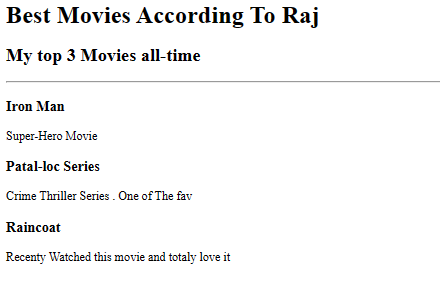 Best Movies According To Raj
My top 3 Movies all-time
Iron Man
Super-Hero Movie
Patal-loc Series
Crime Thriller Series . One of The fav
Raincoat
Recenty Watched this movie and totaly love it